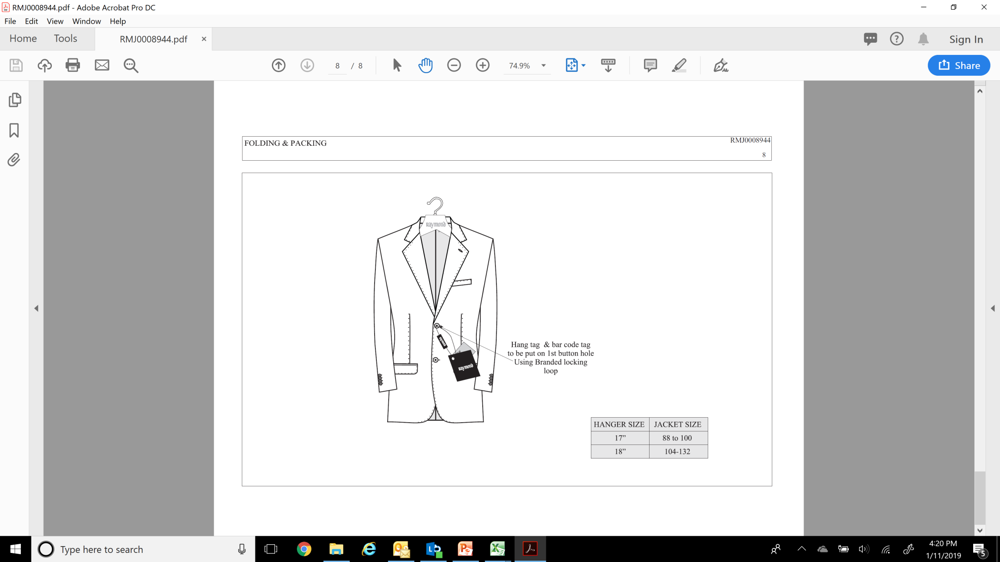 RMJ0008944.pdf - Adobe Acrobat Pro DC
File Edit View Window Help
Home Tools RMJ0008944.pdf × Sign In
8 / 8 74.9% Share
FOLDING & PACKING RMJ0008944
8
Raymond
Raymond
Raymond
Hang tag & bar code tag
to be put on 1st button hole
Using Branded locking
loop
HANGER SIZE JACKET SIZE
17” 88 to 100
18” 104-132
Type here to search
4:20 PM
1/11/2019
5